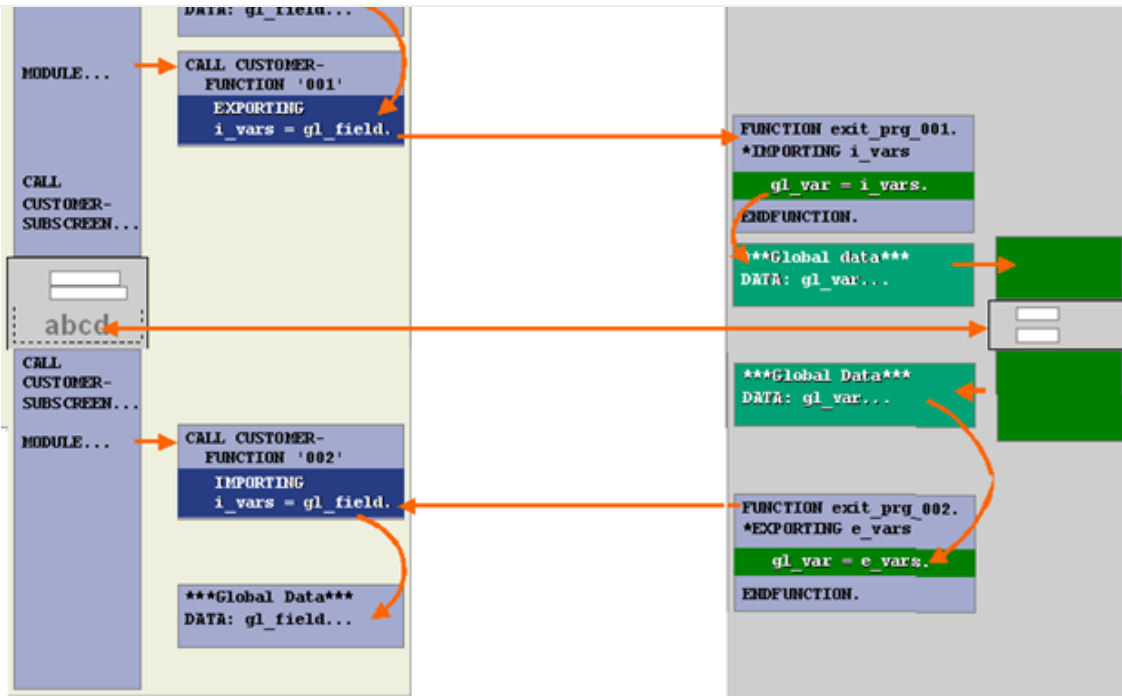 DATA: gl_field...
CALL CUSTOMER-
FUNCTION '001'
EXPORTING
i_vars = gl_field.
MODULE...
CALL
CUSTOMER-
SUBSCREEN...
abcd
CALL
CUSTOMER-
SUBSCREEN...
MODULE...
CALL CUSTOMER-
FUNCTION '002'
IMPORTING
i_vars = gl_field.
***Global Data***
DATA: gl_field...
FUNCTION exit_prg_001.
*IMPORTING i_vars
gl_var = i_vars.
ENDFUNCTION.
***Global data***
DATA: gl_var...
***Global Data***
DATA: gl_var...
FUNCTION exit_prg_002.
*EXPORTING e_vars
gl_var = e_vars.
ENDFUNCTION.